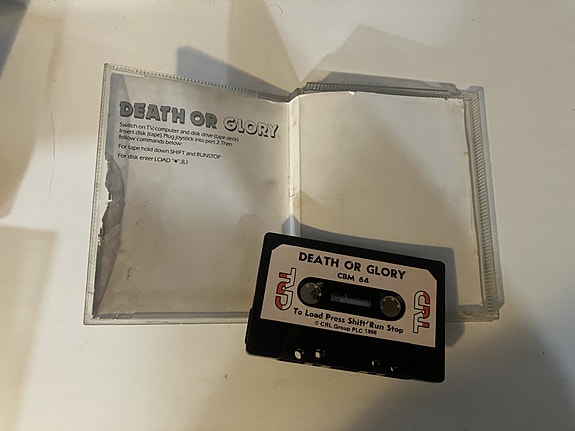 DEATH OR GLORY
Switch on TV, computer and disk drive (tape deck).
Insert disk (tape). Plug joystick into port 2. Then
follow commands below:
For tape hold down SHIFT and RUNSTOP
For disk enter LOAD "*",8,1
DEATH OR GLORY
CBM 64
CRL
CRL
To Load Press Shift/Run Stop
© CRL Group PLC 1986